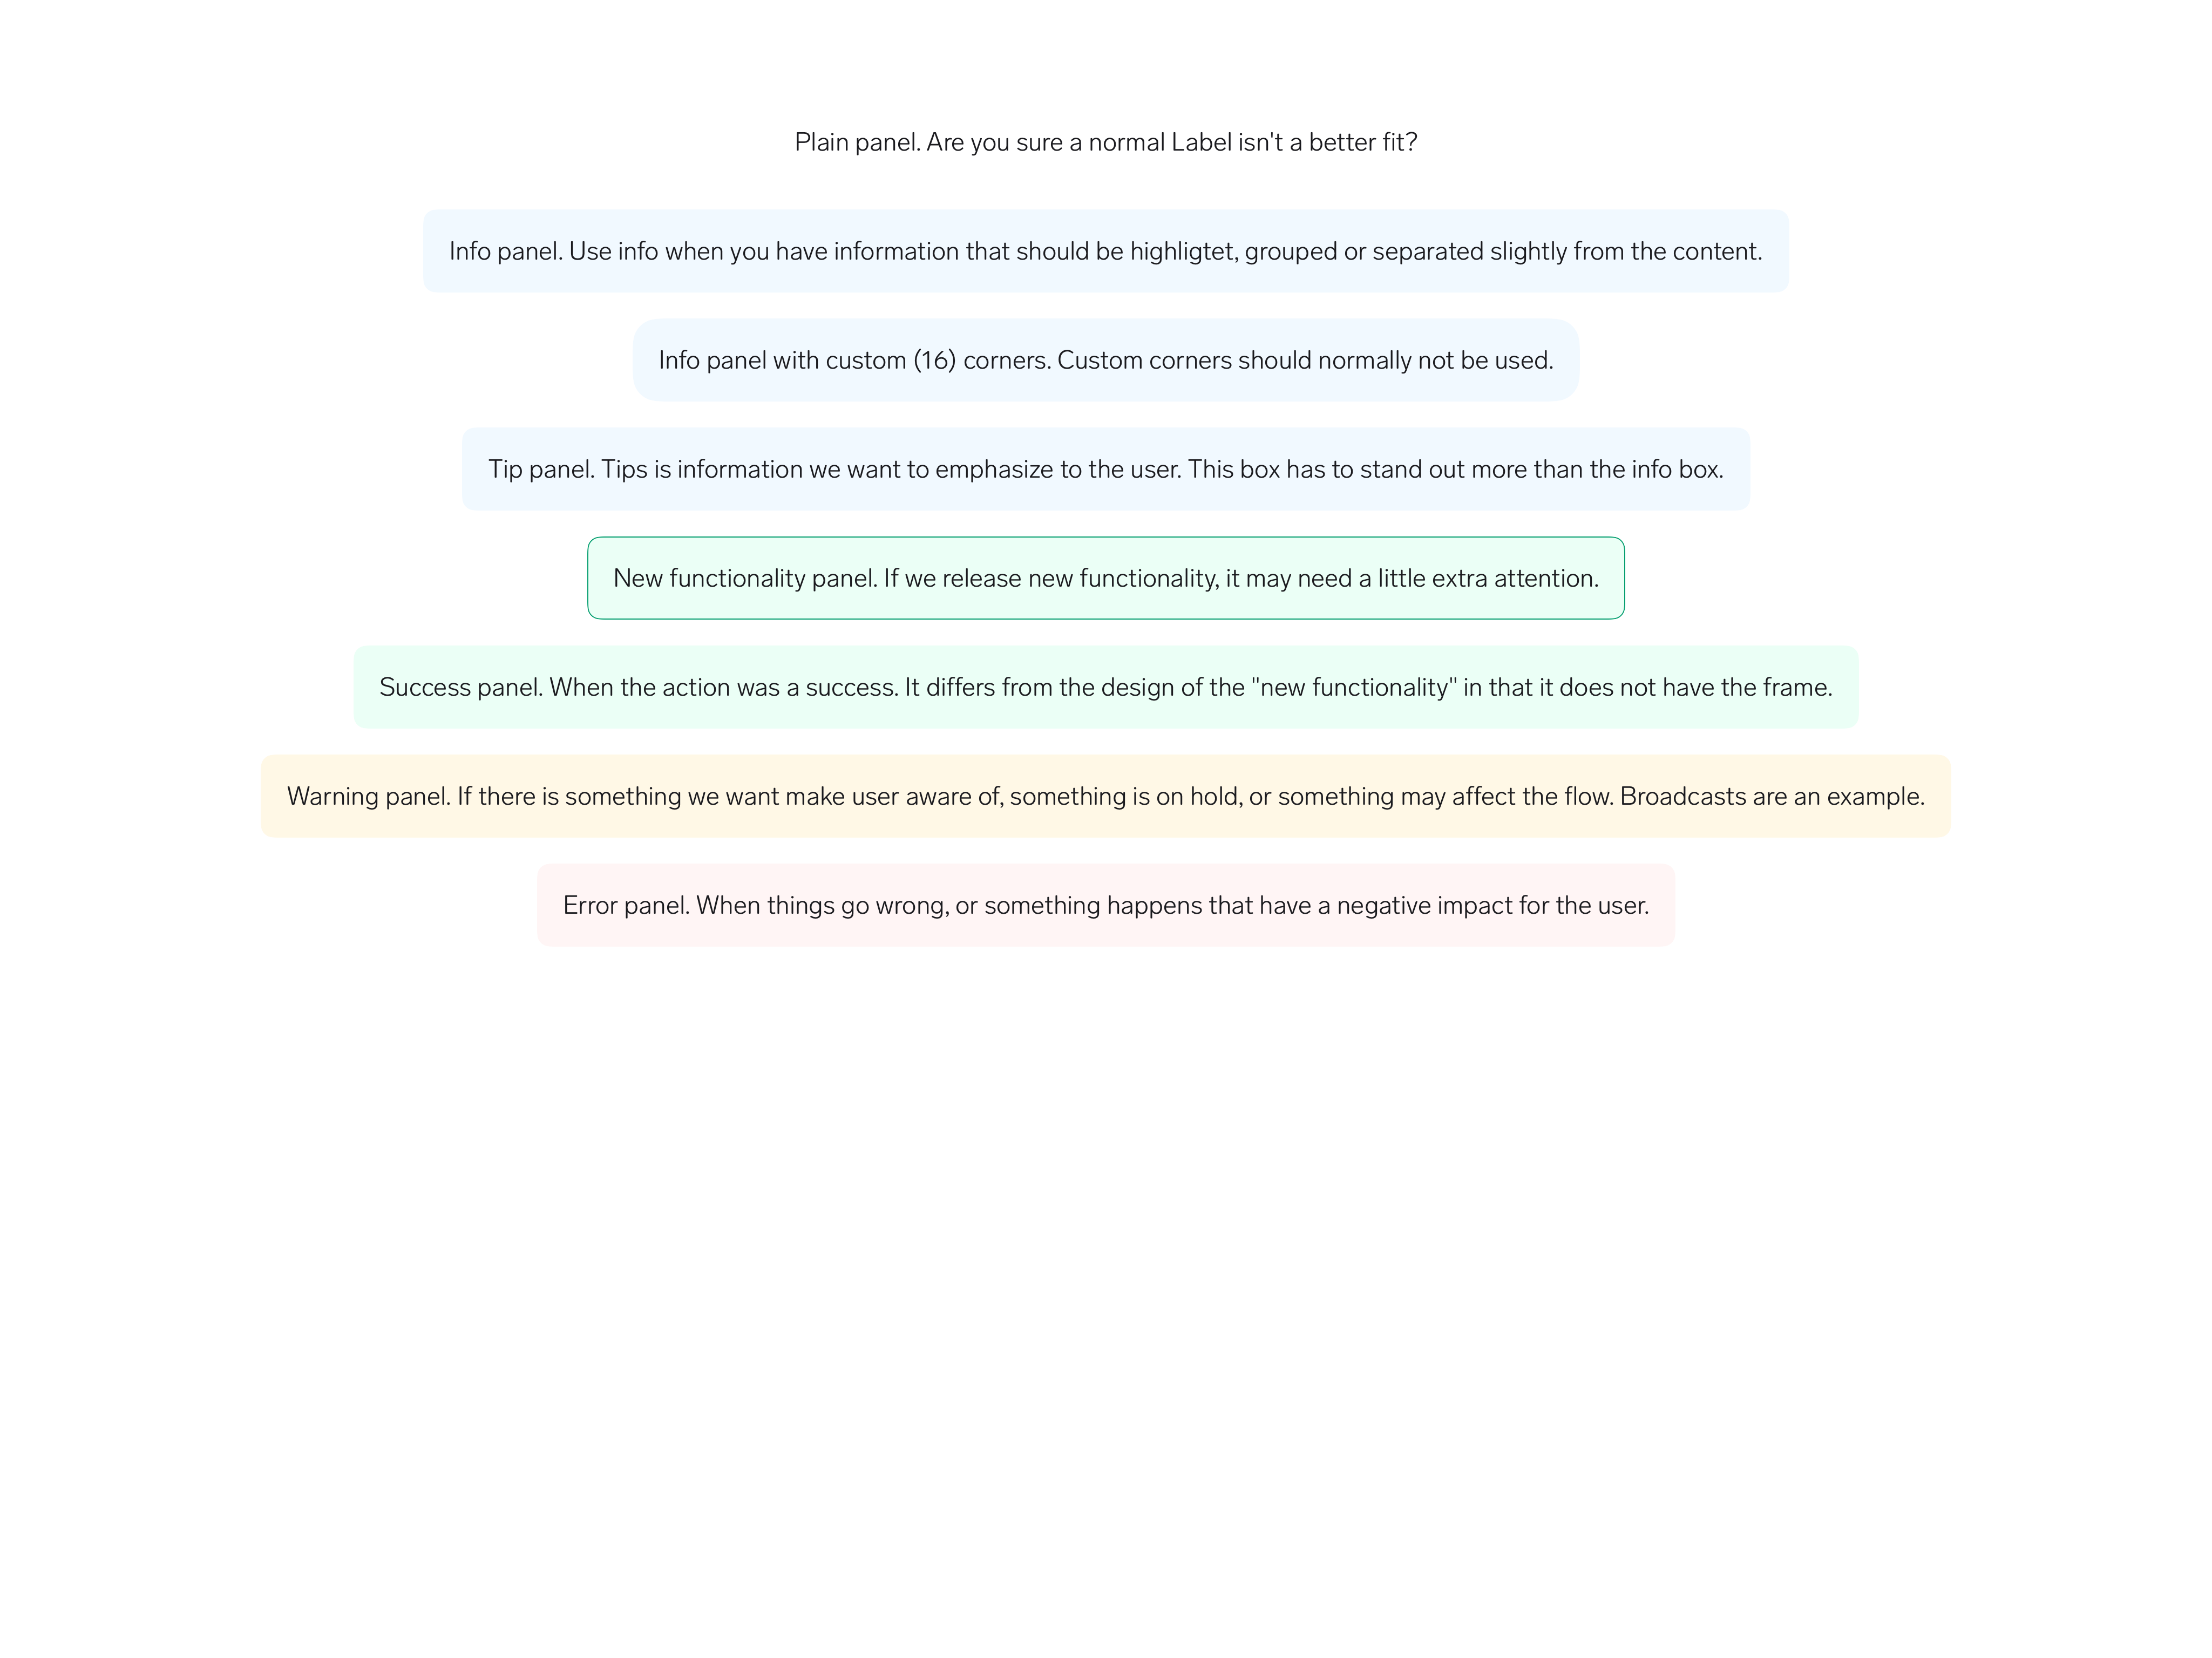 Plain panel. Are you sure a normal Label isn't a better fit?
Info panel. Use info when you have information that should be highligtet, grouped or separated slightly from the content.
Info panel with custom (16) corners. Custom corners should normally not be used.
Tip panel. Tips is information we want to emphasize to the user. This box has to stand out more than the info box.
New functionality panel. If we release new functionality, it may need a little extra attention.
Success panel. When the action was a success. It differs from the design of the "new functionality" in that it does not have the frame.
Warning panel. If there is something we want make user aware of, something is on hold, or something may affect the flow. Broadcasts are an example.
Error panel. When things go wrong, or something happens that have a negative impact for the user.